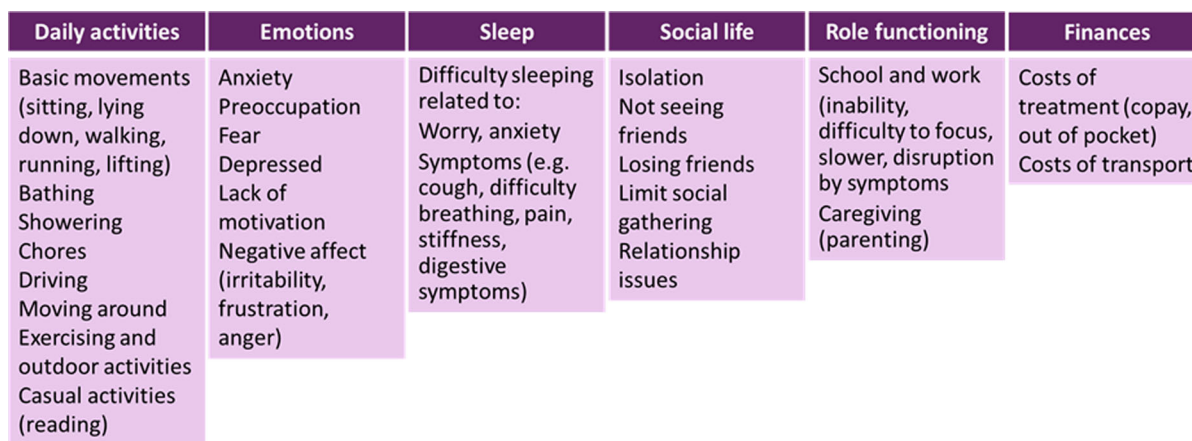 Daily activities
Basic movements
(sitting, lying
down, walking,
running, lifting)
Bathing
Showering
Chores
Driving
Moving around
Exercising and
outdoor activities
Casual activities
(reading)
Emotions
Anxiety
Preoccupation
Fear
Depressed
Lack of
motivation
Negative affect
(irritability,
frustration,
anger)
Sleep
Difficulty sleeping
related to:
Worry, anxiety
Symptoms (e.g.
cough, difficulty
breathing, pain,
stiffness,
digestive
symptoms)
Social life
Isolation
Not seeing
friends
Losing friends
Limit social
gathering
Relationship
issues
Role functioning
School and work
(inability,
difficulty to focus,
slower, disruption
by symptoms
Caregiving
(parenting)
Finances
Costs of
treatment (copay,
out of pocket)
Costs of transport